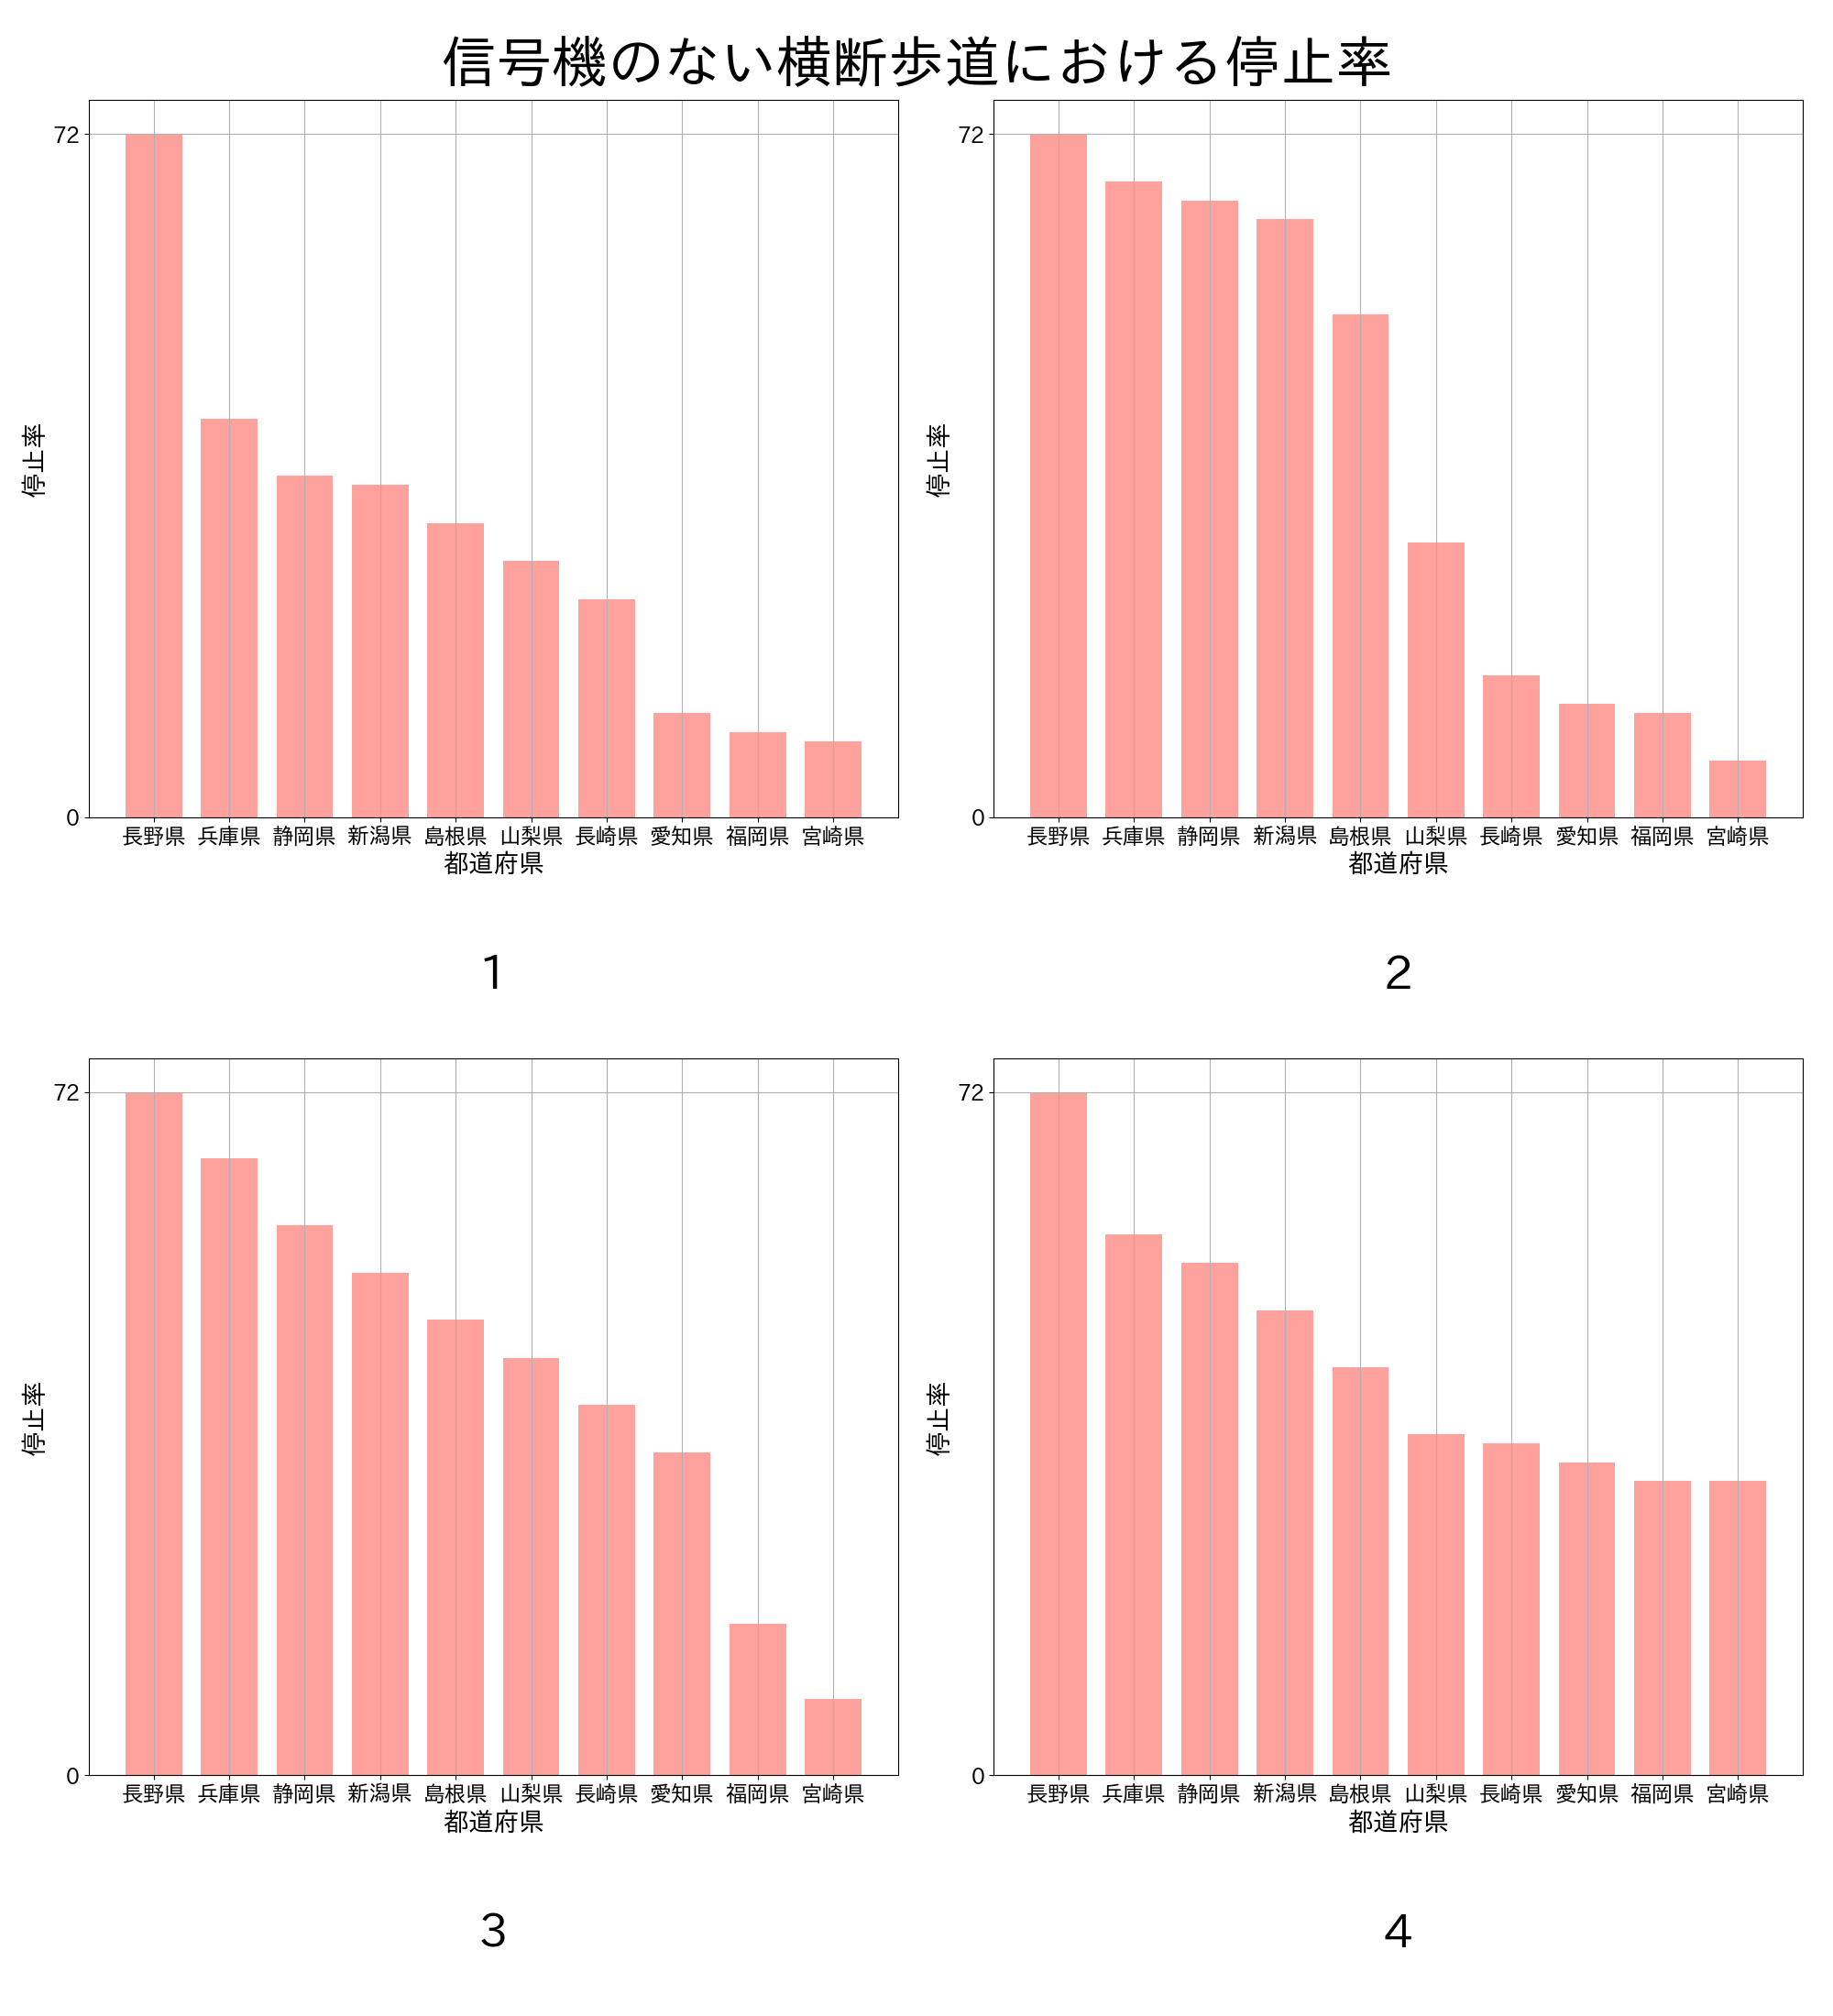 信号機のない横断歩道における停止率
72
0
停止率
長野県 兵庫県 静岡県 新潟県 島根県 山梨県 長崎県 愛知県 福岡県 宮崎県
都道府県
1
72
0
停止率
長野県 兵庫県 静岡県 新潟県 島根県 山梨県 長崎県 愛知県 福岡県 宮崎県
都道府県
2
72
0
停止率
長野県 兵庫県 静岡県 新潟県 島根県 山梨県 長崎県 愛知県 福岡県 宮崎県
都道府県
3
72
0
停止率
長野県 兵庫県 静岡県 新潟県 島根県 山梨県 長崎県 愛知県 福岡県 宮崎県
都道府県
4